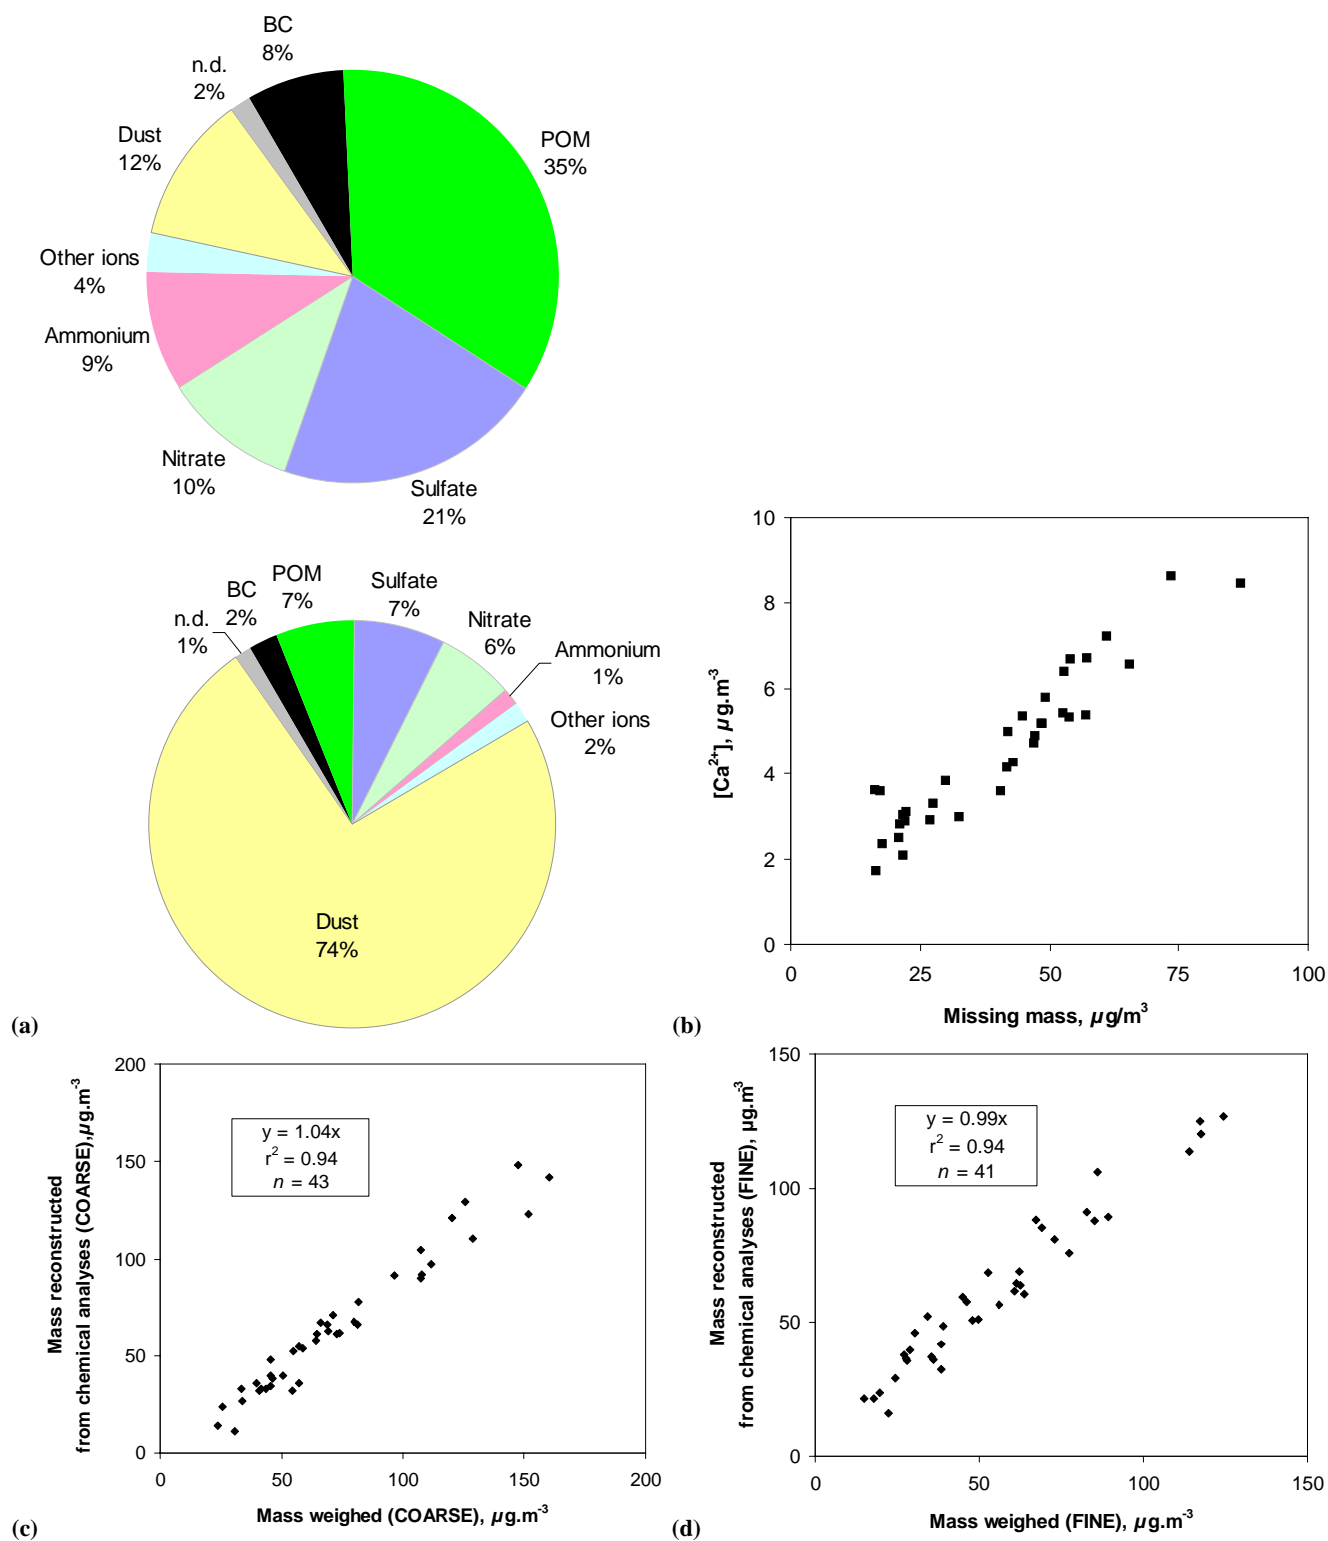 BC
8%
n.d.
2%
POM
35%
Dust
12%
Other ions
4%
Ammonium
9%
Nitrate
10%
Sulfate
21%
POM
7%
Sulfate
7%
BC
2%
n.d.
1%
Nitrate
6%
Ammonium
1%
Other ions
2%
Dust
74%
(a)
10
8
6
4
2
0
[Ca²⁺], µg.m⁻³
0 25 50 75 100
Missing mass, µg/m³
(b)
200
150
100
50
0
Mass reconstructed
from chemical analyses (COARSE),µg.m⁻³
y = 1.04x
r² = 0.94
n = 43
0 50 100 150 200
Mass weighed (COARSE), µg.m⁻³
(c)
150
100
50
0
Mass reconstructed
from chemical analyses (FINE), µg.m⁻³
y = 0.99x
r² = 0.94
n = 41
0 50 100 150
Mass weighed (FINE), µg.m⁻³
(d)